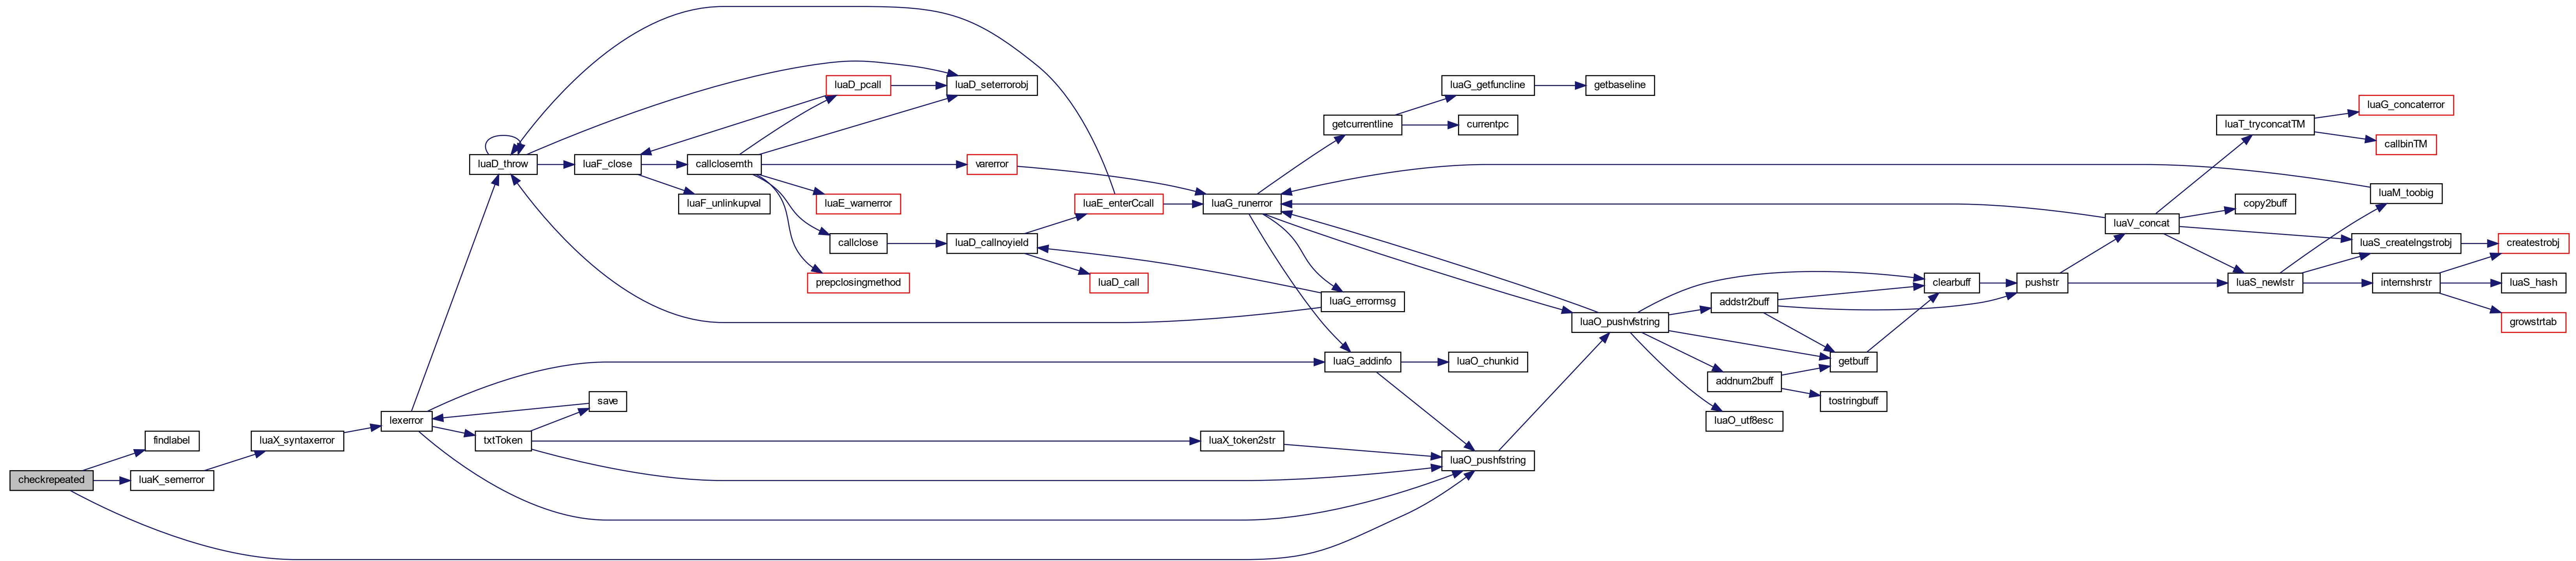 checkrepeated
findlabel
luaK_semerror
luaX_syntaxerror
lexerror
luaD_throw
txtToken
save
luaF_close
luaF_unlinkupval
callclosemth
luaD_pcall
luaE_warnerror
callclose
prepclosingmethod
luaD_seterrorobj
varerror
luaD_callnoyield
luaE_enterCcall
luaD_call
luaG_runerror
luaX_token2str
getcurrentline
luaG_errormsg
luaG_addinfo
luaG_getfuncline
currentpc
luaO_chunkid
luaO_pushfstring
getbaseline
luaO_pushvfstring
addstr2buff
addnum2buff
luaO_utf8esc
getbuff
tostringbuff
clearbuff
pushstr
luaV_concat
luaT_tryconcatTM
copy2buff
luaS_newlstr
luaG_concaterror
callbinTM
luaM_toobig
luaS_createlngstrobj
internshrstr
createstrobj
luaS_hash
growstrtab